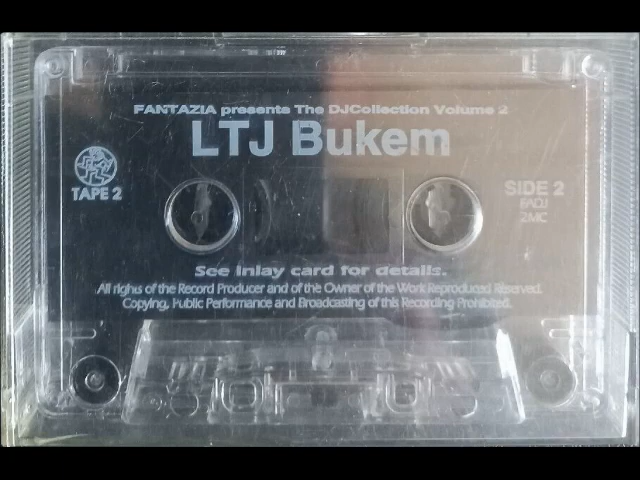 FANTAZIA presents The DJCollection Volume 2
LTJ Bukem
TAPE 2
SIDE 2
FADJ
2MC
See inlay card for details.
All rights of the Record Producer and of the Owner of the Work Reproduced Reserved.
Copying, Public Performance and Broadcasting of this Recording Prohibited.